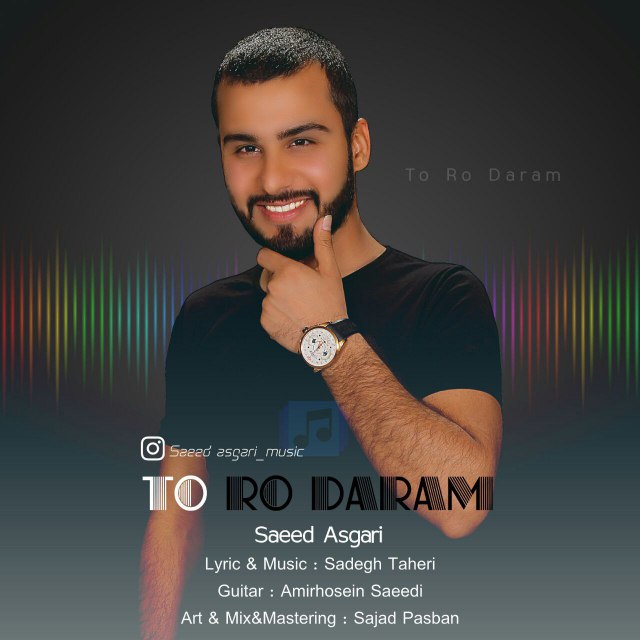 To Ro Daram
Saeed asgari_music
TO RO DARAM
Saeed Asgari
Lyric & Music : Sadegh Taheri
Guitar : Amirhosein Saeedi
Art & Mix&Mastering : Sajad Pasban